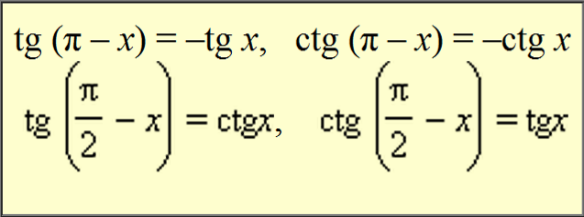 tg (π – x) = –tg x, ctg (π – x) = –ctg x
tg (π/2 – x) = ctgx, ctg (π/2 – x) = tgx